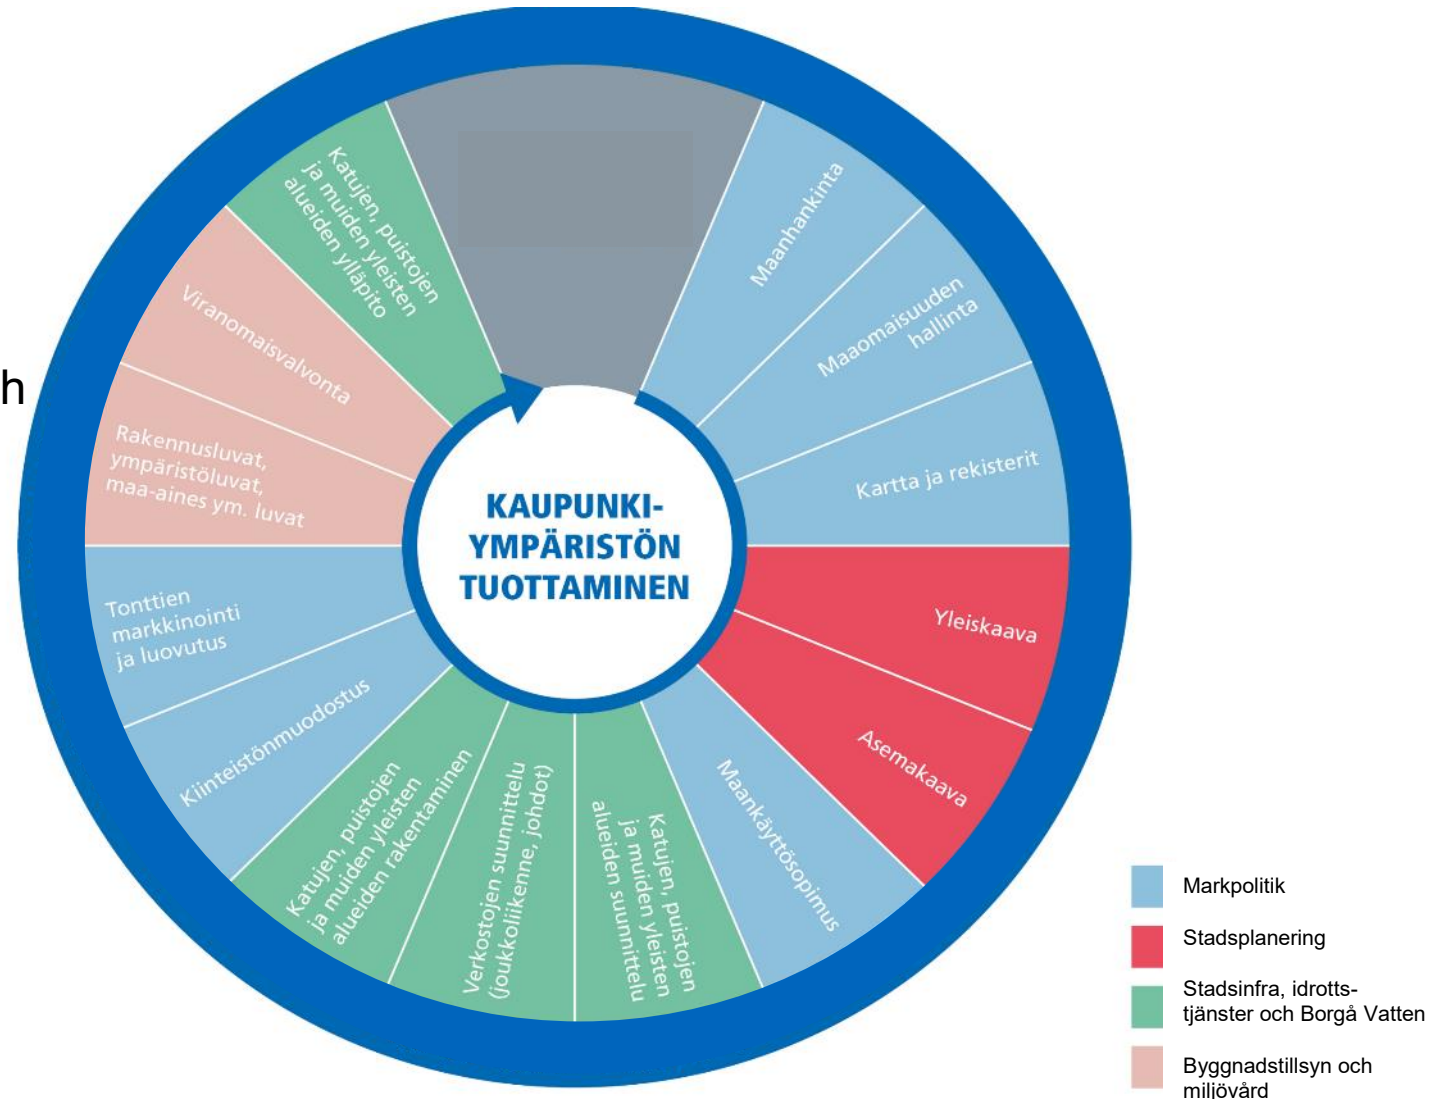 h
KAUPUNKI-
YMPÄRISTÖN
TUOTTAMINEN
Maanhankinta
Maaomaisuuden
hallinta
Kartta ja rekisterit
Yleiskaava
Asemakaava
Maankäyttösopimus
Katujen, puistojen
ja muiden yleisten
alueiden suunnittelu
Verkostojen suunnittelu
(joukkoliikenne, johdot)
Katujen, puistojen
ja muiden yleisten
alueiden rakentaminen
Kiinteistönmuodostus
Tonttien
markkinointi
ja luovutus
Rakennusluvat,
ympäristöluvat,
maa-aines ym. luvat
Viranomaisvalvonta
Katujen, puistojen
ja muiden yleisten
alueiden ylläpito
Markpolitik
Stadsplanering
Stadsinfra, idrotts-
tjänster och Borgå Vatten
Byggnadstillsyn och
miljövård